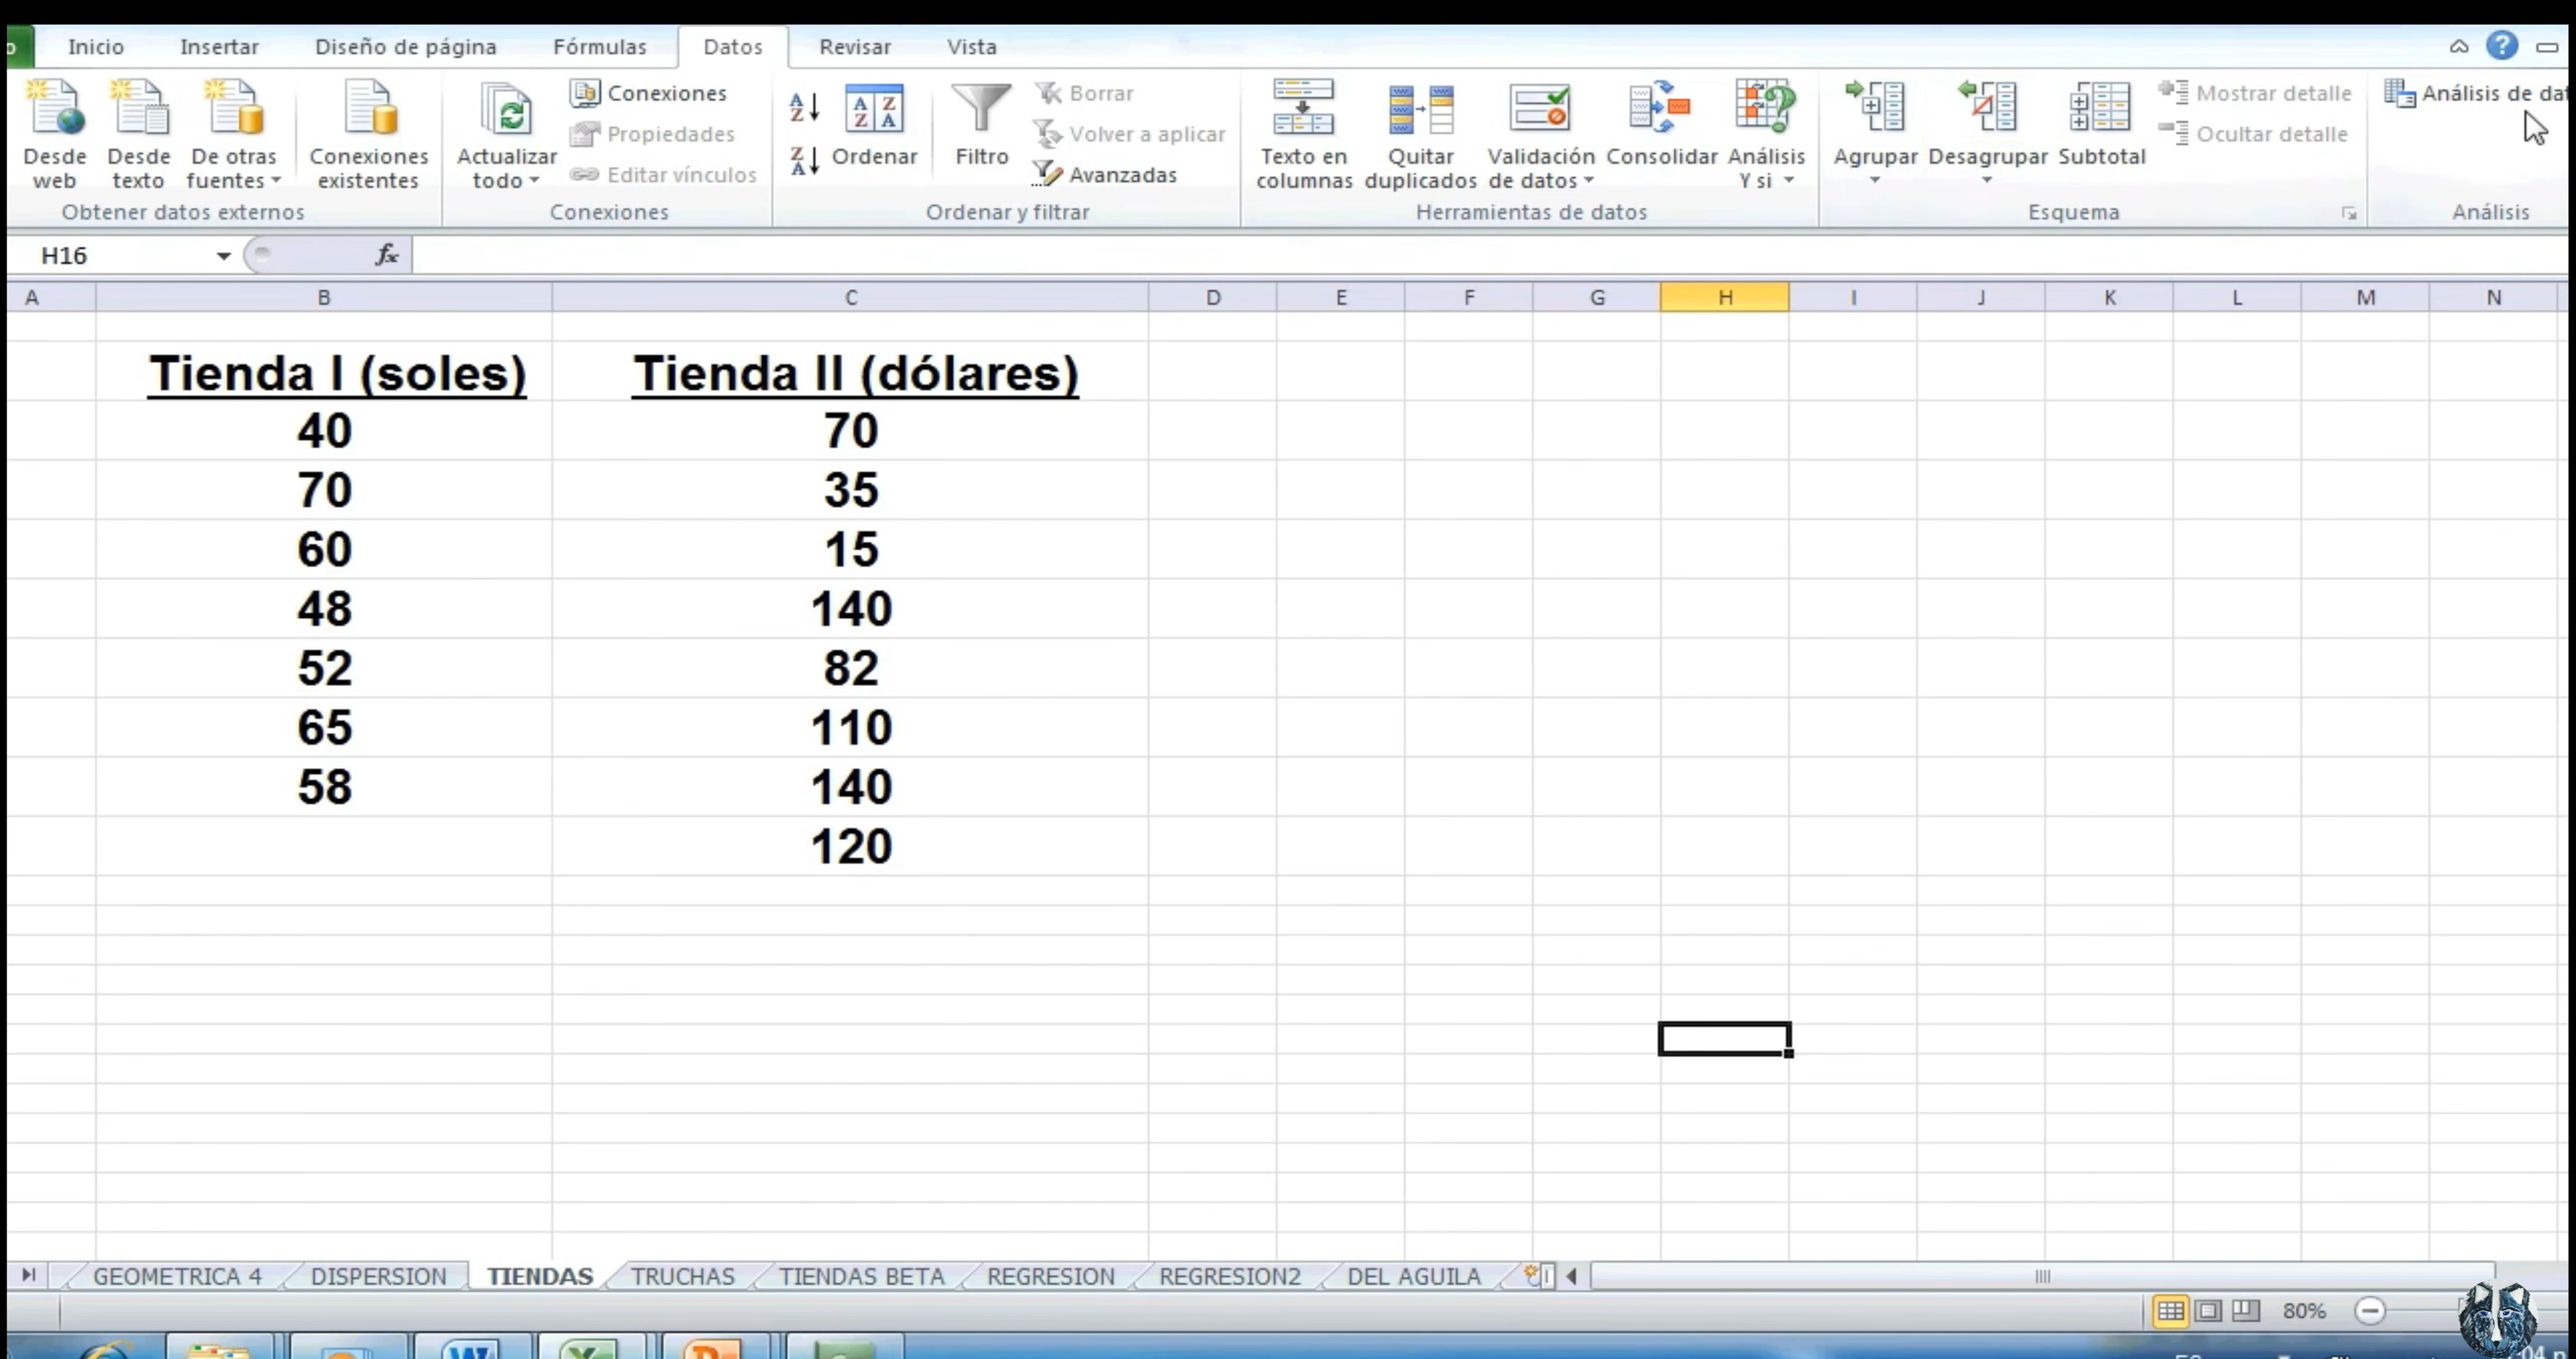 Inicio Insertar Diseño de página Fórmulas Datos Revisar Vista
Conexiones Borrar Mostrar detalle Análisis de
Propiedades Volver a aplicar Ocultar detalle
Desde web Desde texto De otras fuentes Conexiones existentes Actualizar todo Editar vínculos Ordenar Filtro Avanzadas Texto en columnas Quitar duplicados Validación de datos Consolidar Análisis Y si Agrupar Desagrupar Subtotal
Obtener datos externos Conexiones Ordenar y filtrar Herramientas de datos Esquema Análisis
H16 fx
A B C D E F G H I J K L M N
Tienda I (soles) Tienda II (dólares)
40 70
70 35
60 15
48 140
52 82
65 110
58 140
120
GEOMETRICA 4 DISPERSION TIENDAS TRUCHAS TIENDAS BETA REGRESION REGRESION2 DEL AGUILA
80%